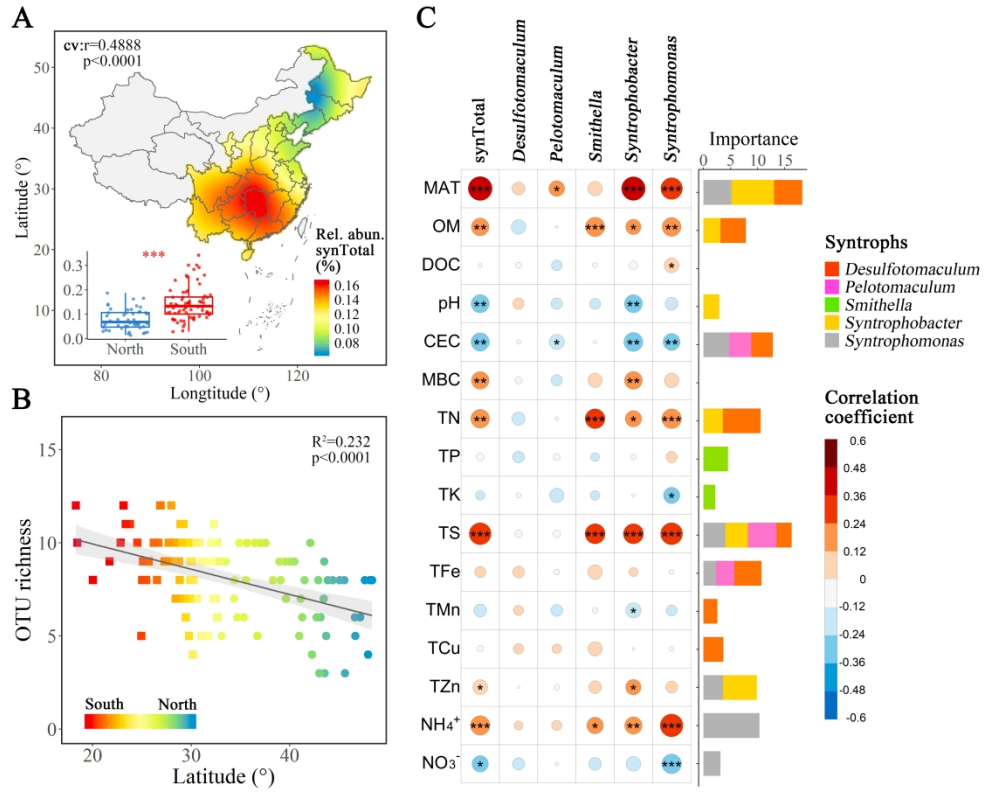 A
cv:r=0.4888
p<0.0001
50
40
30
20
10
Latitude (°)
***
0.3
0.2
0.1
0.0
North
South
Rel. abun.
synTotal
(%)
0.16
0.14
0.12
0.10
0.08
80
100
120
Longtitude (°)
B
R²=0.232
p<0.0001
15
10
5
0
OTU richness
South
North
20
30
40
Latitude (°)
C
synTotal
Desulfotomaculum
Pelotomaculum
Smithella
Syntrophobacter
Syntrophomonas
Importance
0 5 10 15
MAT *** * *** ***
OM ** *** * **
DOC *
pH ** **
CEC ** * ** **
MBC ** **
TN ** *** * ***
TP
TK *
TS *** *** *** ***
TFe
TMn *
TCu
TZn * *
NH₄⁺ *** * ** ***
NO₃⁻ * ***
Syntrophs
Desulfotomaculum
Pelotomaculum
Smithella
Syntrophobacter
Syntrophomonas
Correlation
coefficient
0.6
0.48
0.36
0.24
0.12
0
-0.12
-0.24
-0.36
-0.48
-0.6